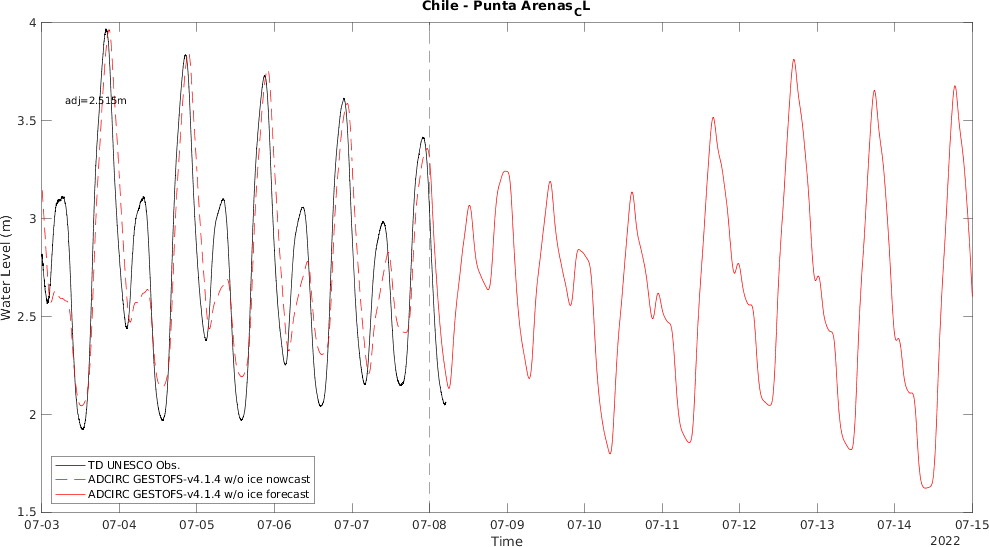 Chile - Punta Arenas_CL
4
3.5
3
2.5
2
1.5
Water Level (m)
adj=2.515m
TD UNESCO Obs.
ADCIRC GESTOFS-v4.1.4 w/o ice nowcast
ADCIRC GESTOFS-v4.1.4 w/o ice forecast
07-03 07-04 07-05 07-06 07-07 07-08 07-09 07-10 07-11 07-12 07-13 07-14 07-15
Time
2022